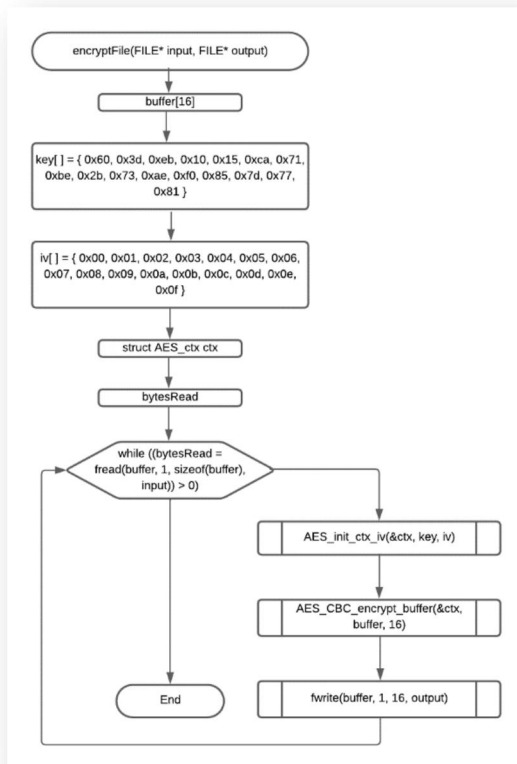 encryptFile(FILE* input, FILE* output)
buffer[16]
key[ ] = { 0x60, 0x3d, 0xeb, 0x10, 0x15, 0xca, 0x71,
0xbe, 0x2b, 0x73, 0xae, 0xf0, 0x85, 0x7d, 0x77,
0x81 }
iv[ ] = { 0x00, 0x01, 0x02, 0x03, 0x04, 0x05, 0x06,
0x07, 0x08, 0x09, 0x0a, 0x0b, 0x0c, 0x0d, 0x0e,
0x0f }
struct AES_ctx ctx
bytesRead
while ((bytesRead =
fread(buffer, 1, sizeof(buffer),
input)) > 0)
AES_init_ctx_iv(&ctx, key, iv)
AES_CBC_encrypt_buffer(&ctx,
buffer, 16)
fwrite(buffer, 1, 16, output)
End